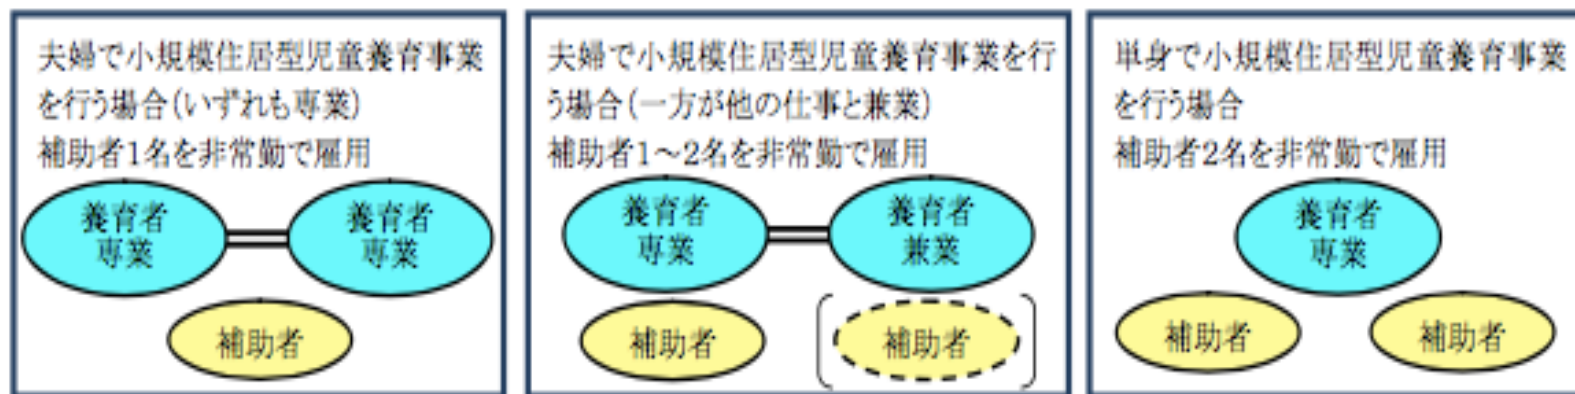 夫婦で小規模住居型児童養育事業
を行う場合(いずれも専業)
補助者1名を非常勤で雇用
養育者
専業
養育者
専業
補助者
夫婦で小規模住居型児童養育事業を行
う場合(一方が他の仕事と兼業)
補助者1～2名を非常勤で雇用
養育者
専業
養育者
兼業
補助者
補助者
単身で小規模住居型児童養育事業
を行う場合
補助者2名を非常勤で雇用
養育者
専業
補助者
補助者